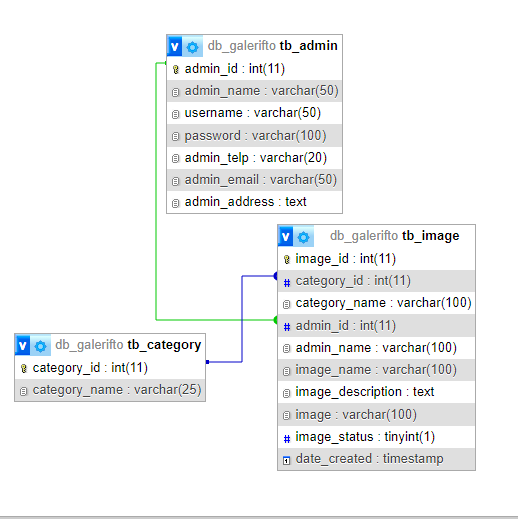 v db_galerifto tb_admin
admin_id : int(11)
admin_name : varchar(50)
username : varchar(50)
password : varchar(100)
admin_telp : varchar(20)
admin_email : varchar(50)
admin_address : text
v db_galerifto tb_image
image_id : int(11)
# category_id : int(11)
category_name : varchar(100)
# admin_id : int(11)
admin_name : varchar(100)
image_name : varchar(100)
image_description : text
image : varchar(100)
# image_status : tinyint(1)
date_created : timestamp
v db_galerifto tb_category
category_id : int(11)
category_name : varchar(25)